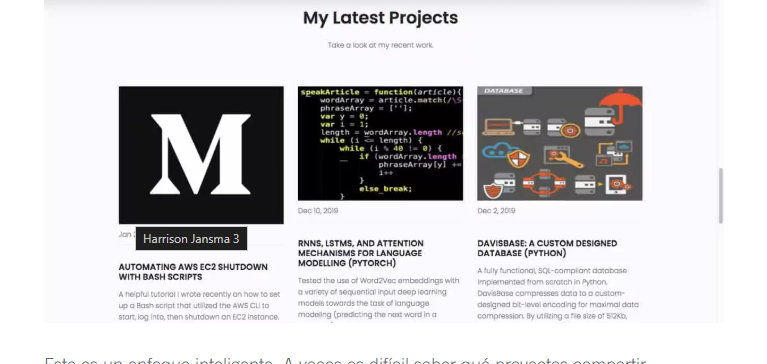 My Latest Projects
Take a look at my recent work.
M
speakArticle = function(article){
wordArray = article.match(/\S
phraseArray = [''];
var y = 0;
var i = 1;
length = wordArray.length //s
while (i <= length) {
while (i % 40 != 0) {
if (wordArray.length
phraseArray[y] +=
i++
}
else break;
}
DATABASE
Jan
Harrison Jansma 3
AUTOMATING AWS EC2 SHUTDOWN
WITH BASH SCRIPTS
A helpful tutorial I wrote recently on how to set
up a Bash script that utilized the AWS CLI to
start, log into, then shutdown an EC2 instance.
Dec 10, 2019
RNNS, LSTMS, AND ATTENTION
MECHANISMS FOR LANGUAGE
MODELLING (PYTORCH)
Tested the use of Word2Vec embeddings with
a variety of sequential input deep learning
models towards the task of language
modeling (predicting the next word in a
Dec 2, 2019
DAVISBASE: A CUSTOM DESIGNED
DATABASE (PYTHON)
A fully functional, SQL-compliant database
implemented from scratch in Python.
DavisBase compresses data to a custom-
designed bit-level encoding for maximal data
compression. By utilizing a file size of 512Kb,
Este es un enfoque inteligente. A veces es difícil saber qué proyectos compartir